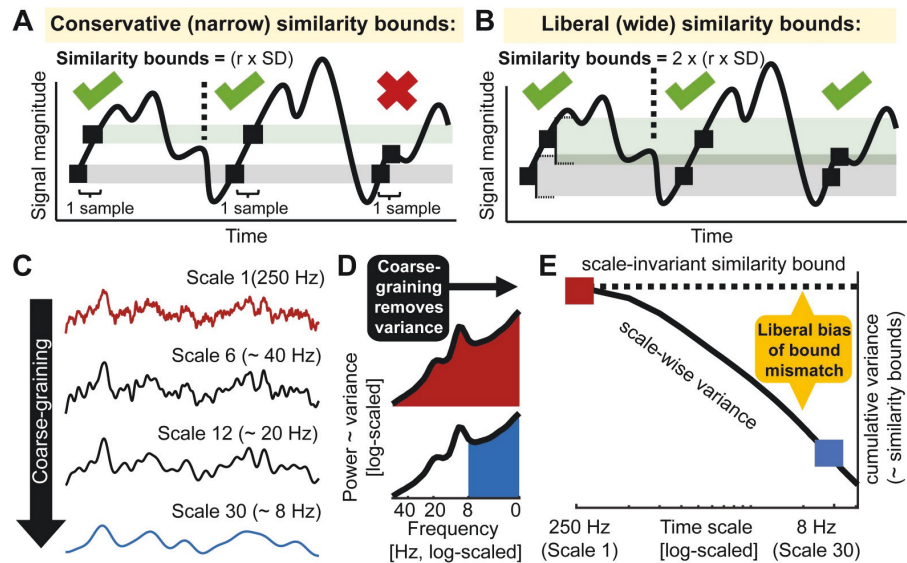 A Conservative (narrow) similarity bounds:
Similarity bounds = (r x SD)
Signal magnitude
1 sample
1 sample
1 sample
Time
B Liberal (wide) similarity bounds:
Similarity bounds = 2 x (r x SD)
Signal magnitude
Time
C
Coarse-graining
Scale 1(250 Hz)
Scale 6 (~ 40 Hz)
Scale 12 (~ 20 Hz)
Scale 30 (~ 8 Hz)
D
Coarse-
graining
removes
variance
Power ~ variance
[log-scaled]
40 20 8 0
Frequency
[Hz, log-scaled]
E
scale-invariant similarity bound
scale-wise variance
Liberal bias
of bound
mismatch
cumulative variance
(~ similarity bounds)
250 Hz
(Scale 1)
Time scale
[log-scaled]
8 Hz
(Scale 30)